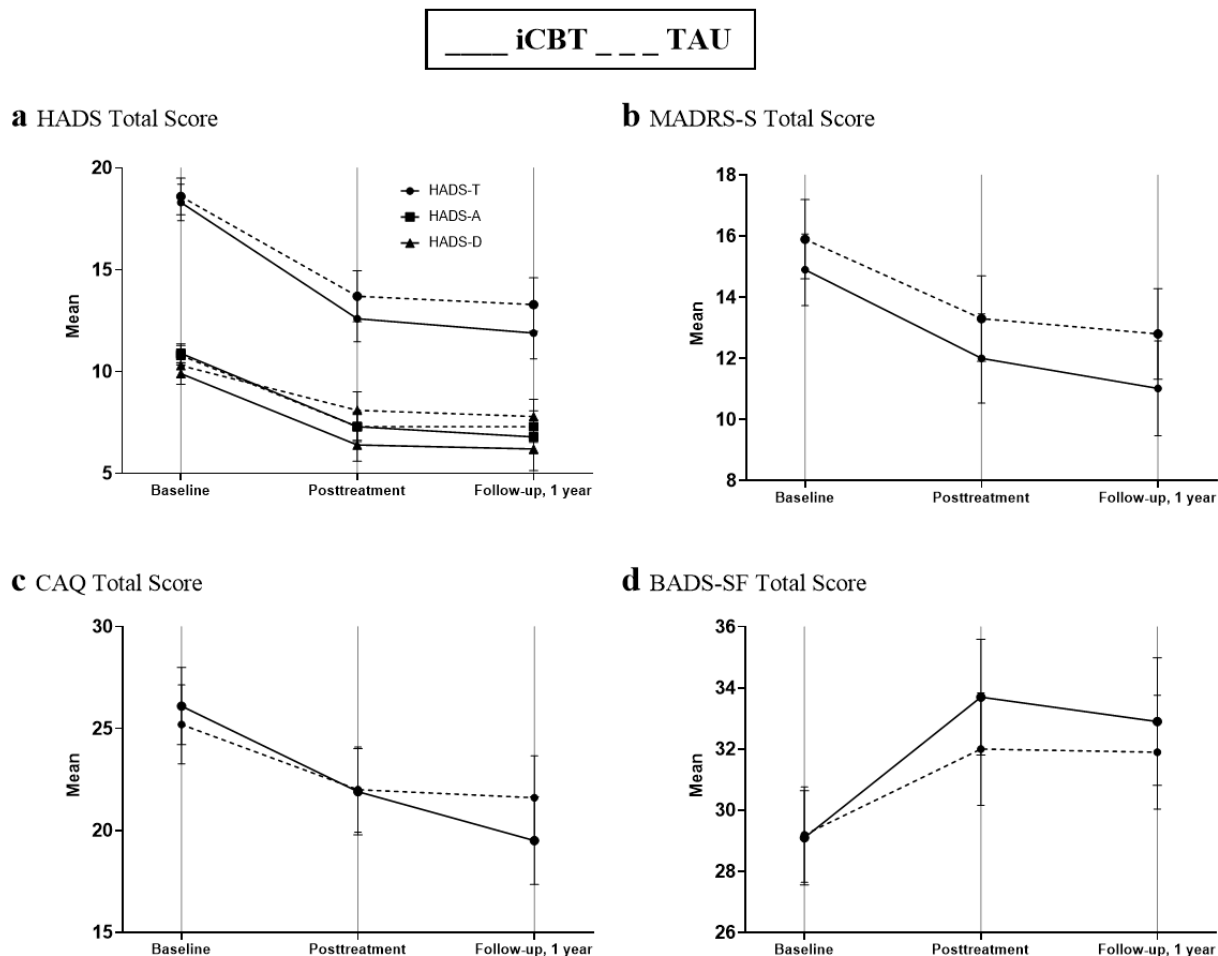 ____ iCBT _ _ _ TAU
a HADS Total Score
20
15
10
5
Mean
HADS-T
HADS-A
HADS-D
Baseline
Posttreatment
Follow-up, 1 year
b MADRS-S Total Score
18
16
14
12
10
8
Mean
Baseline
Posttreatment
Follow-up, 1 year
c CAQ Total Score
30
25
20
15
Mean
Baseline
Posttreatment
Follow-up, 1 year
d BADS-SF Total Score
36
34
32
30
28
26
Mean
Baseline
Posttreatment
Follow-up, 1 year